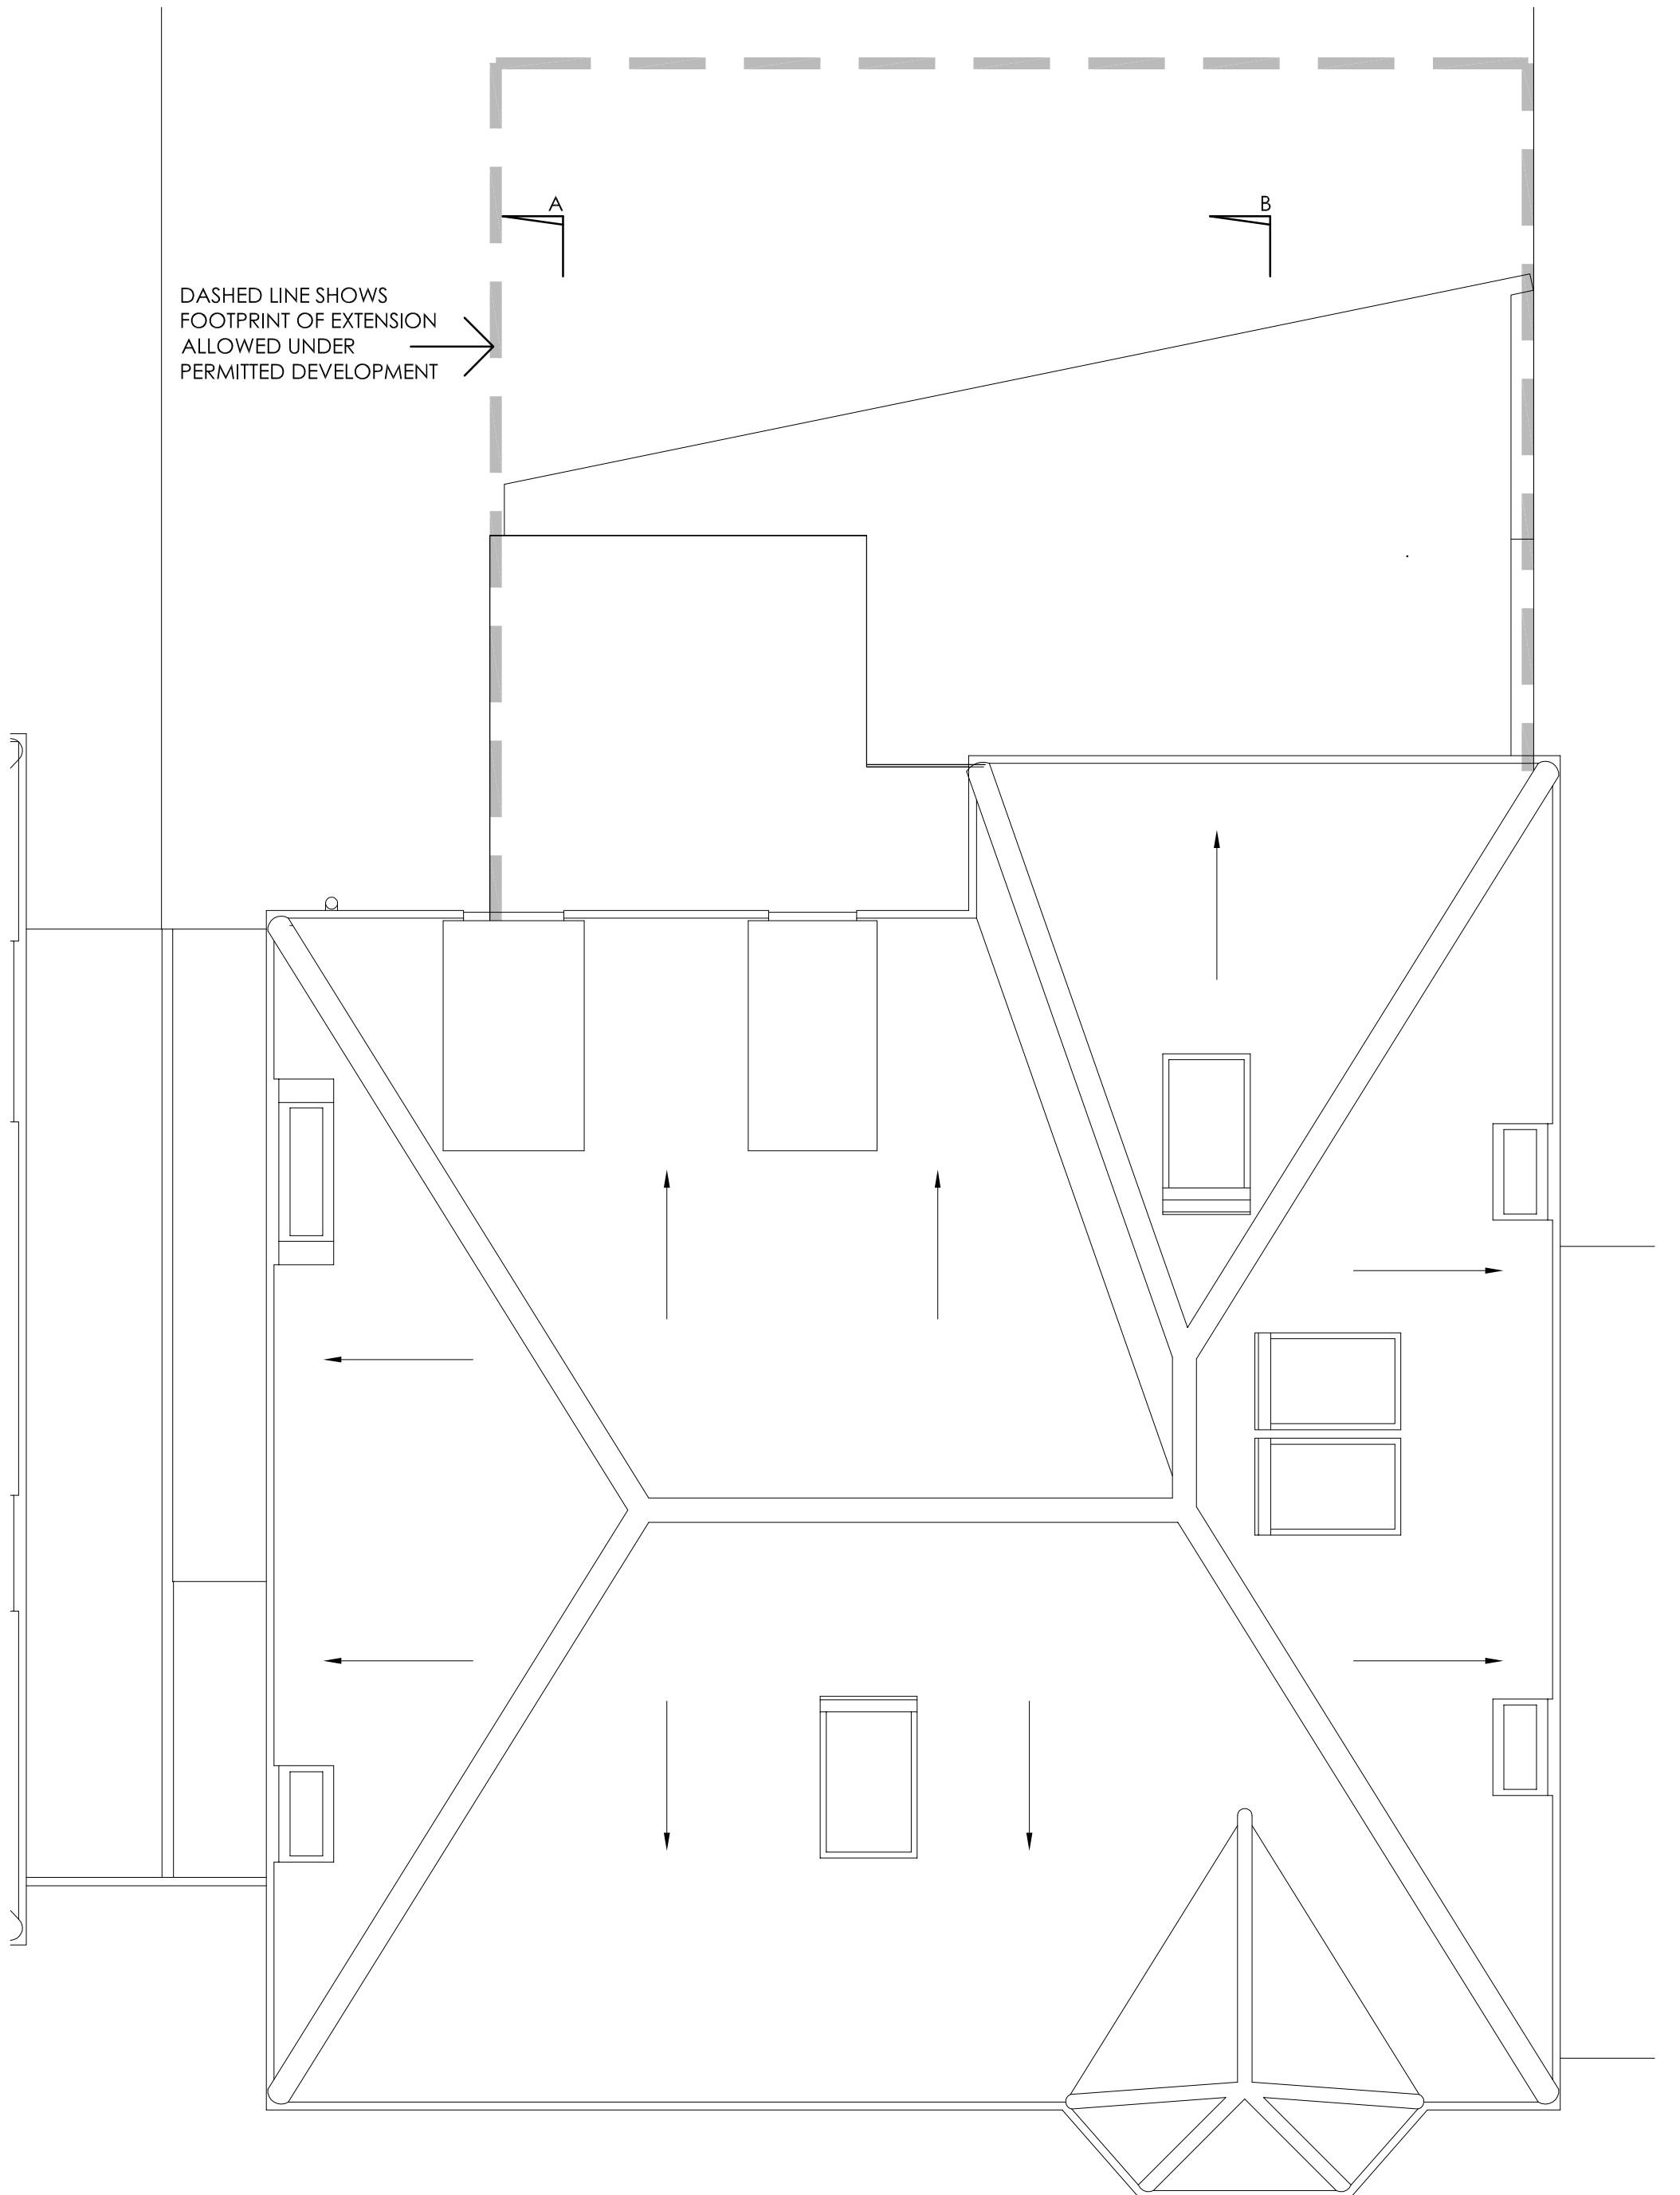 A
B
DASHED LINE SHOWS
FOOTPRINT OF EXTENSION
ALLOWED UNDER
PERMITTED DEVELOPMENT